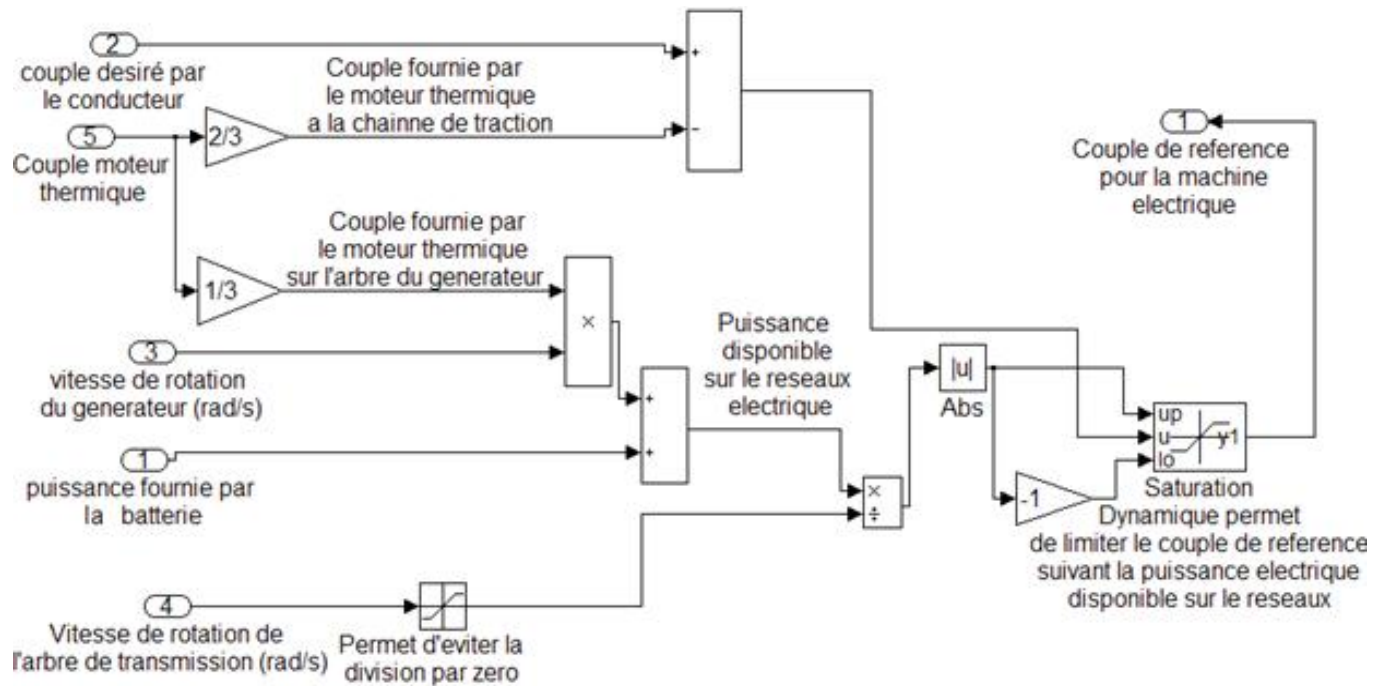 2
couple desiré par
le conducteur
5
Couple moteur
thermique
2/3
Couple fournie par
le moteur thermique
a la chainne de traction
+
−
1
Couple de reference
pour la machine
electrique
1/3
Couple fournie par
le moteur thermique
sur l'arbre du generateur
×
3
vitesse de rotation
du generateur (rad/s)
+
+
1
puissance fournie par
la batterie
Puissance
disponible
sur le reseaux
electrique
×
÷
|u|
Abs
-1
up
u
lo
y1
Saturation
Dynamique permet
de limiter le couple de reference
suivant la puissance electrique
disponible sur le reseaux
4
Vitesse de rotation de
l'arbre de transmission (rad/s)
Permet d'eviter la
division par zero